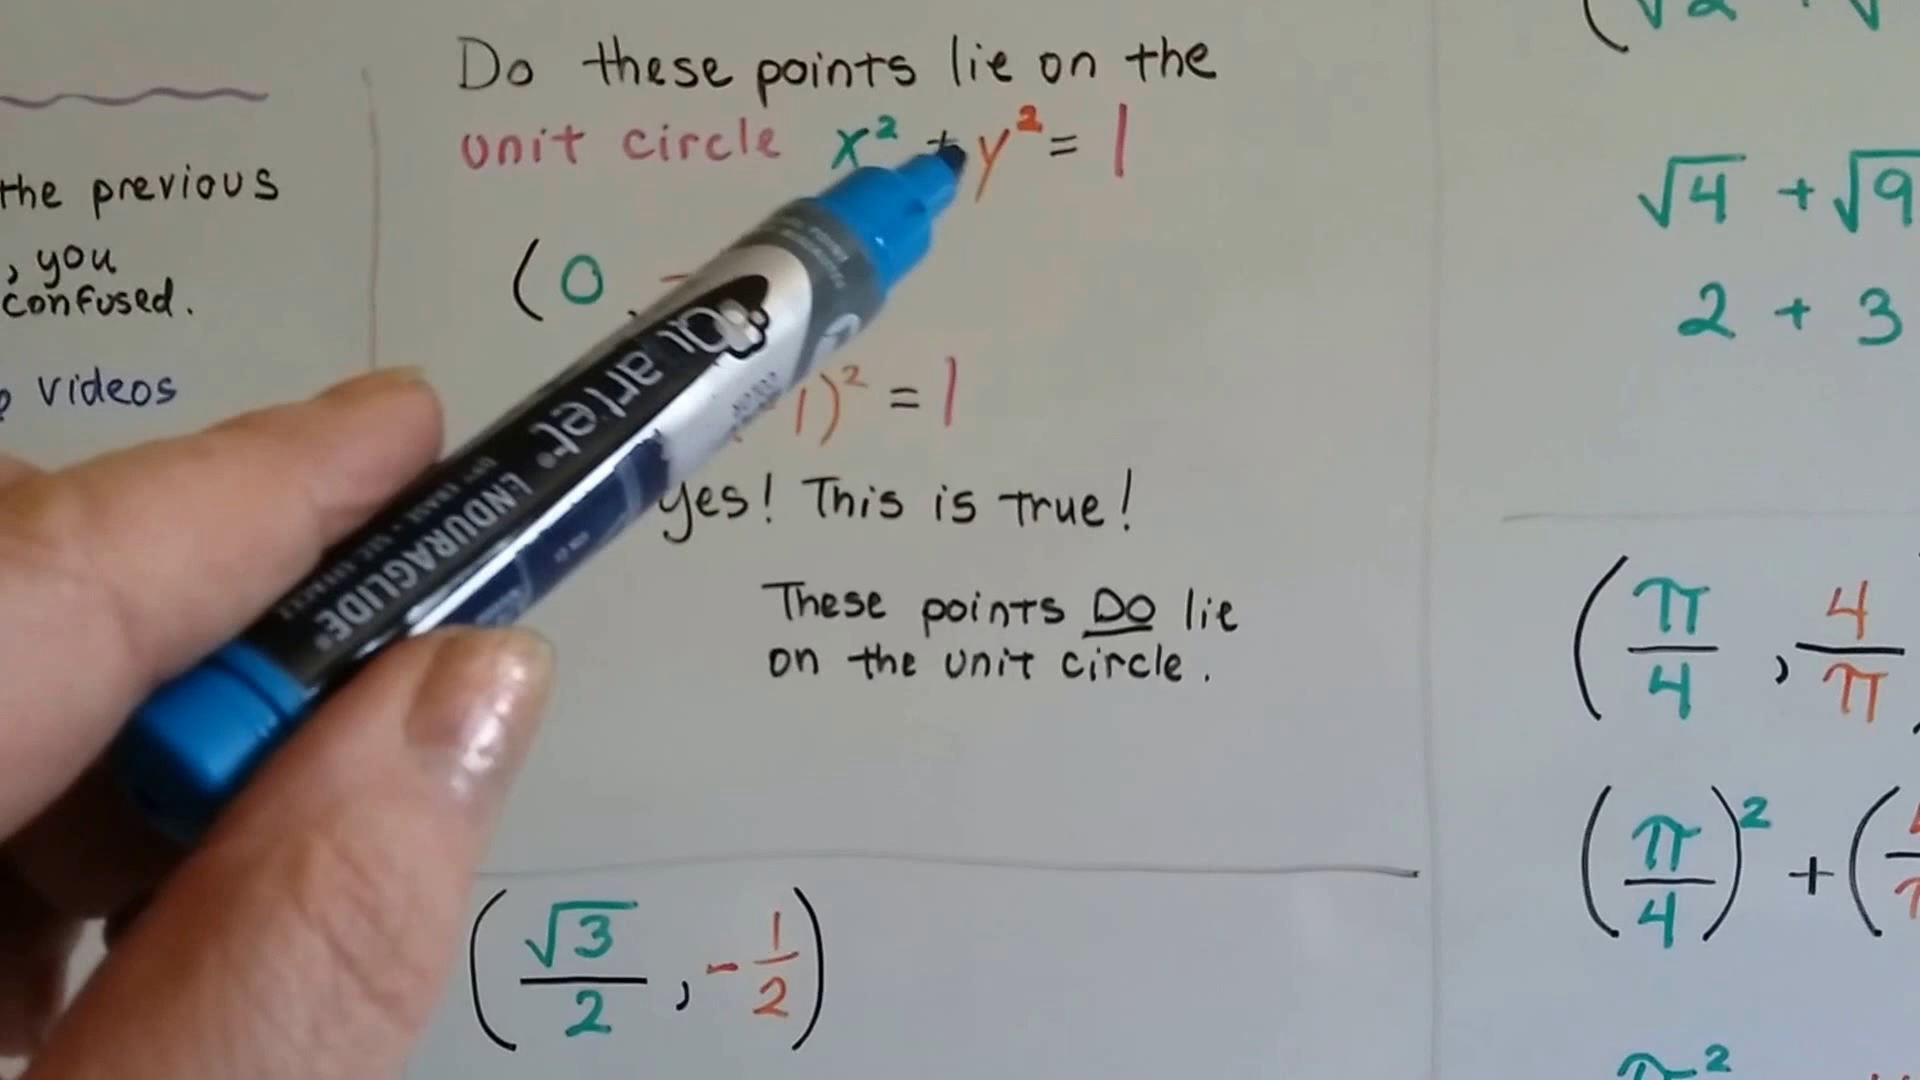 Do these points lie on the
unit circle x² + y² = 1
(0, -
1)² = 1
yes! This is true!
These points DO lie
on the unit circle.
(√3/2, -1/2)
the previous
, you
confused.
videos
√4 + √9
2 + 3
(π/4, 4/π
(π/4)² + (
π²
Quartet
ENDURAGLIDE